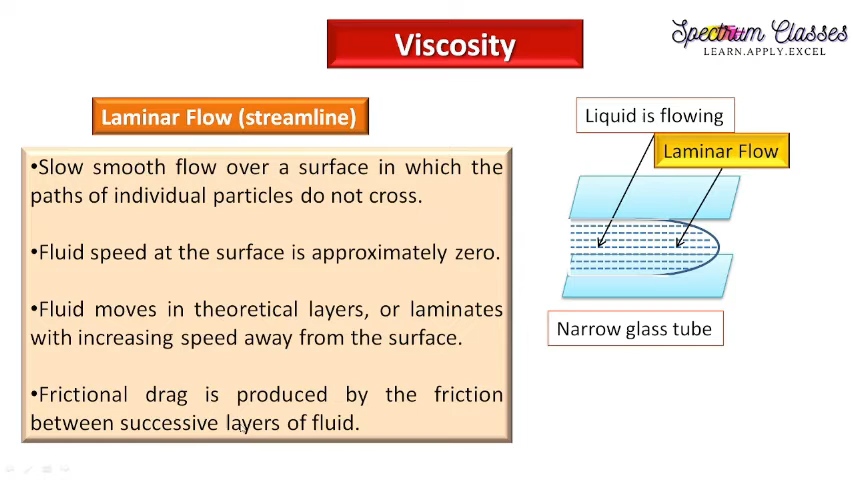 Viscosity
Spectrum Classes
LEARN.APPLY.EXCEL
Laminar Flow (streamline)
•Slow smooth flow over a surface in which the
paths of individual particles do not cross.
•Fluid speed at the surface is approximately zero.
•Fluid moves in theoretical layers, or laminates
with increasing speed away from the surface.
•Frictional drag is produced by the friction
between successive layers of fluid.
Liquid is flowing
Laminar Flow
Narrow glass tube